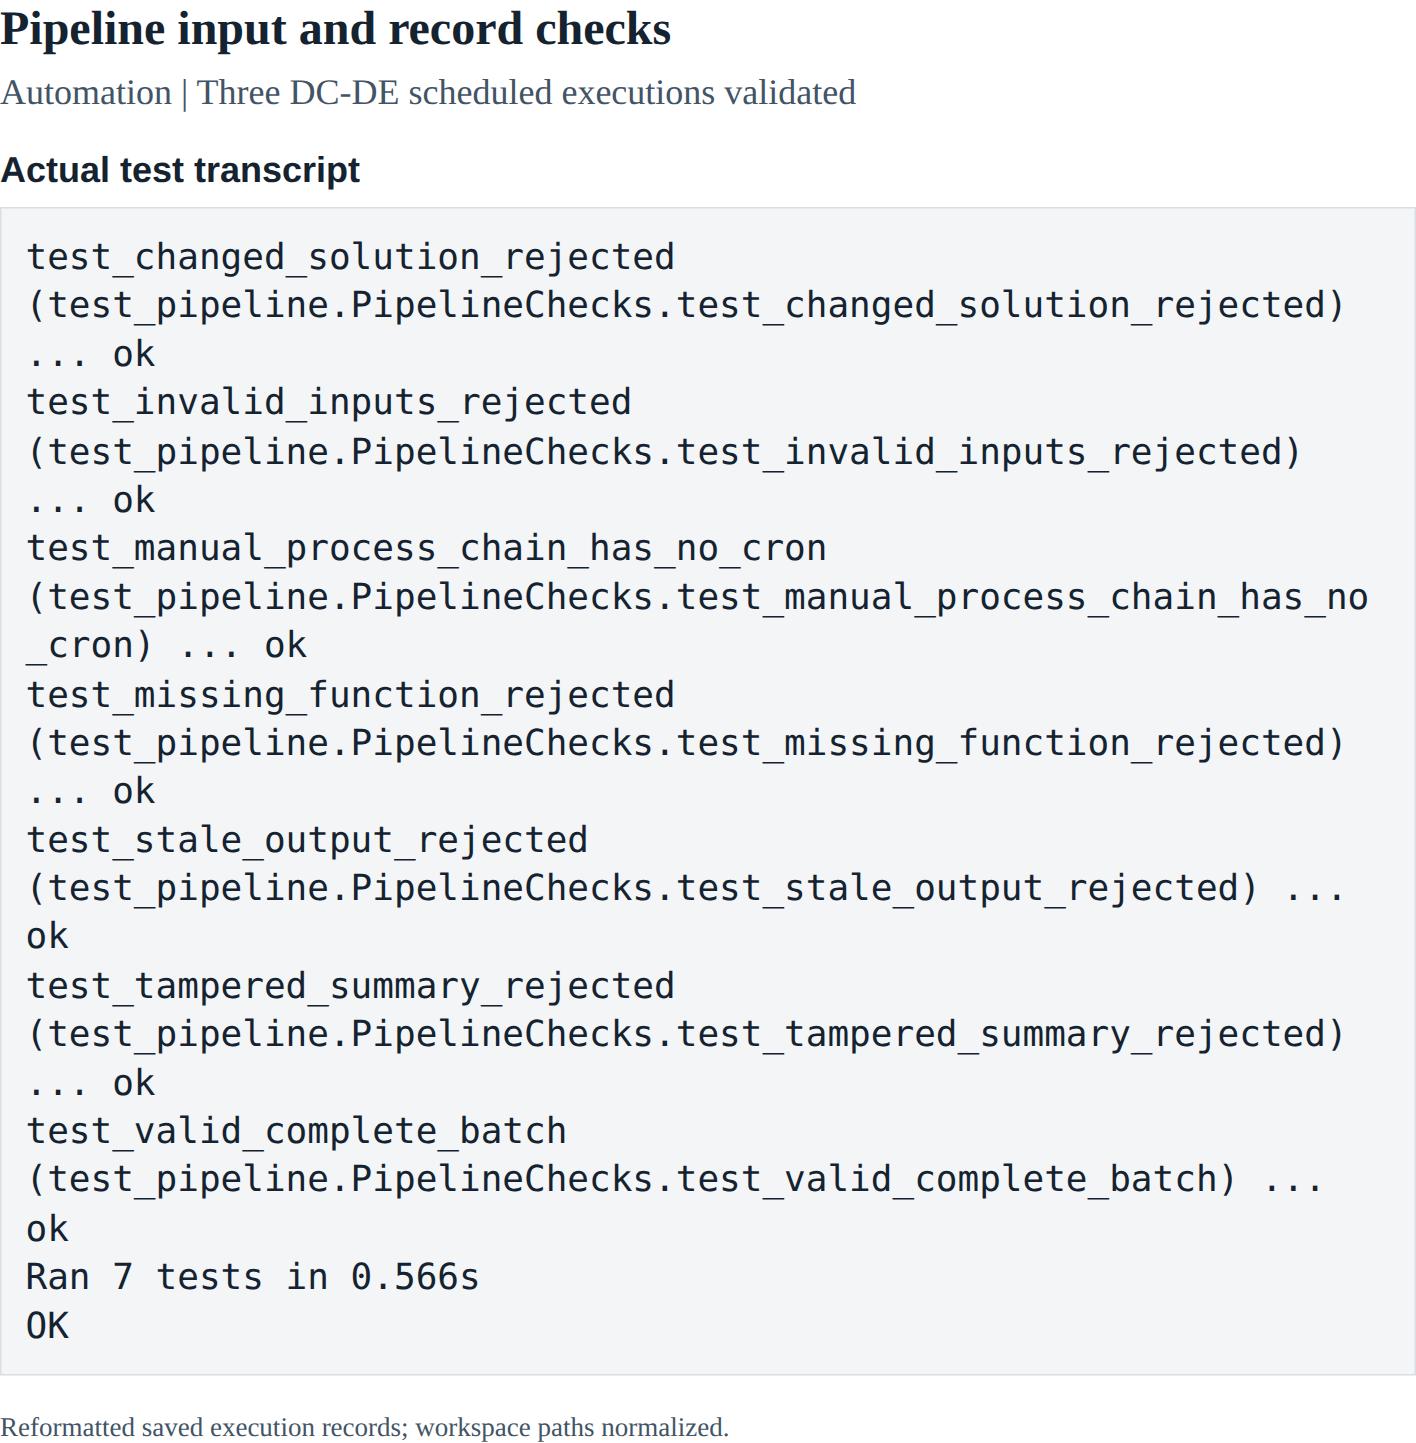 Pipeline input and record checks
Automation | Three DC-DE scheduled executions validated
Actual test transcript
test_changed_solution_rejected
(test_pipeline.PipelineChecks.test_changed_solution_rejected)
... ok
test_invalid_inputs_rejected
(test_pipeline.PipelineChecks.test_invalid_inputs_rejected)
... ok
test_manual_process_chain_has_no_cron
(test_pipeline.PipelineChecks.test_manual_process_chain_has_no
_cron) ... ok
test_missing_function_rejected
(test_pipeline.PipelineChecks.test_missing_function_rejected)
... ok
test_stale_output_rejected
(test_pipeline.PipelineChecks.test_stale_output_rejected) ...
ok
test_tampered_summary_rejected
(test_pipeline.PipelineChecks.test_tampered_summary_rejected)
... ok
test_valid_complete_batch
(test_pipeline.PipelineChecks.test_valid_complete_batch) ...
ok
Ran 7 tests in 0.566s
OK
Reformatted saved execution records; workspace paths normalized.